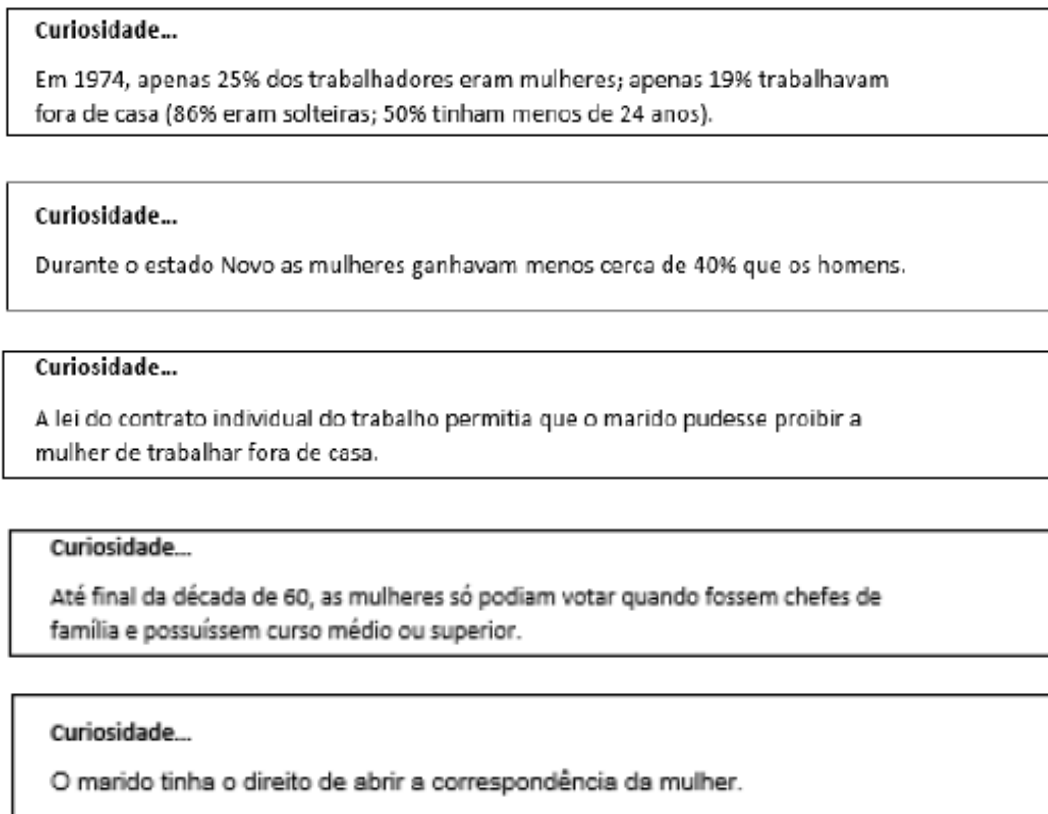 Curiosidade...
Em 1974, apenas 25% dos trabalhadores eram mulheres; apenas 19% trabalhavam
fora de casa (86% eram solteiras; 50% tinham menos de 24 anos).
Curiosidade...
Durante o estado Novo as mulheres ganhavam menos cerca de 40% que os homens.
Curiosidade...
A lei do contrato individual do trabalho permitia que o marido pudesse proibir a
mulher de trabalhar fora de casa.
Curiosidade...
Até final da década de 60, as mulheres só podiam votar quando fossem chefes de
família e possuíssem curso médio ou superior.
Curiosidade...
O marido tinha o direito de abrir a correspondência da mulher.